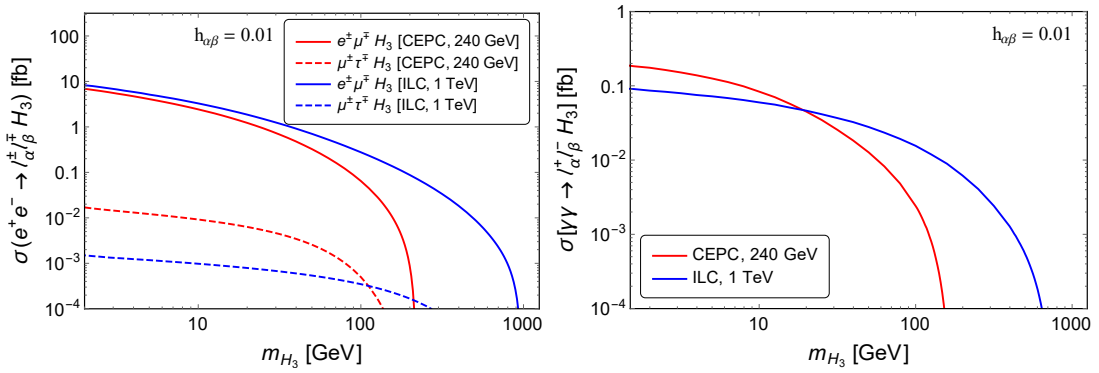 h_αβ = 0.01
e^± μ^∓ H_3 [CEPC, 240 GeV]
μ^± τ^∓ H_3 [CEPC, 240 GeV]
e^± μ^∓ H_3 [ILC, 1 TeV]
μ^± τ^∓ H_3 [ILC, 1 TeV]
σ(e^+ e^- → l_α^± l_β^∓ H_3) [fb]
100
10
1
0.1
10^-2
10^-3
10^-4
10 100 1000
m_H_3 [GeV]
h_αβ = 0.01
CEPC, 240 GeV
ILC, 1 TeV
σ[γγ → l_α^+ l_β^- H_3] [fb]
1
0.1
10^-2
10^-3
10^-4
10 100 1000
m_H_3 [GeV]